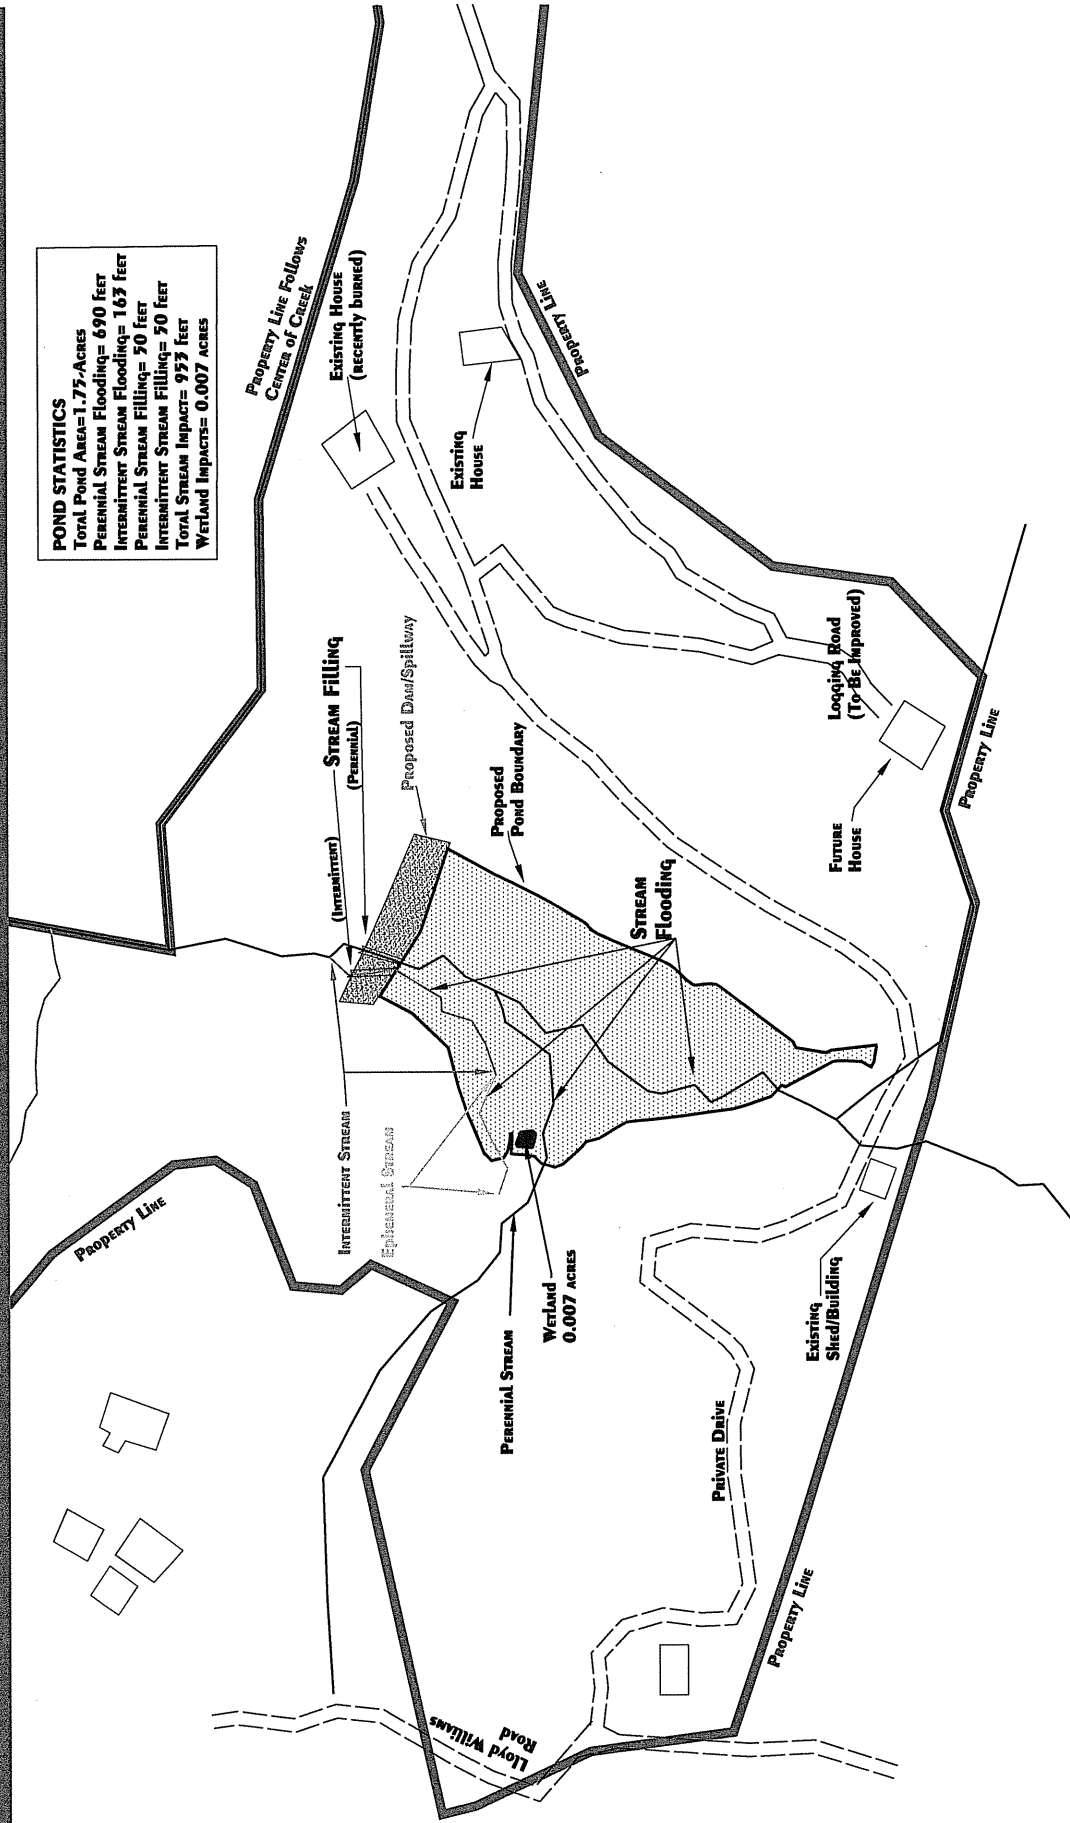 POND STATISTICS
Total Pond Area=1.75-Acres
Perennial Stream Flooding= 690 feet
Intermittent Stream Flooding= 163 feet
Perennial Stream Filling= 50 feet
Intermittent Stream Filling= 50 feet
Total Stream Impact= 953 feet
Wetland Impacts= 0.007 acres
Property Line Follows
Center of Creek
Existing House
(recently burned)
Existing
House
Property Line
Stream Filling
(Intermittent)
(Perennial)
Proposed Dam/Spillway
Proposed
Pond Boundary
Stream
Flooding
Logging Road
(To Be Improved)
Future
House
Property Line
Property Line
Intermittent Stream
Ephemeral Stream
Perennial Stream
Wetland
0.007 acres
Existing
Shed/Building
Private Drive
Property Line
Lloyd Williams
Road